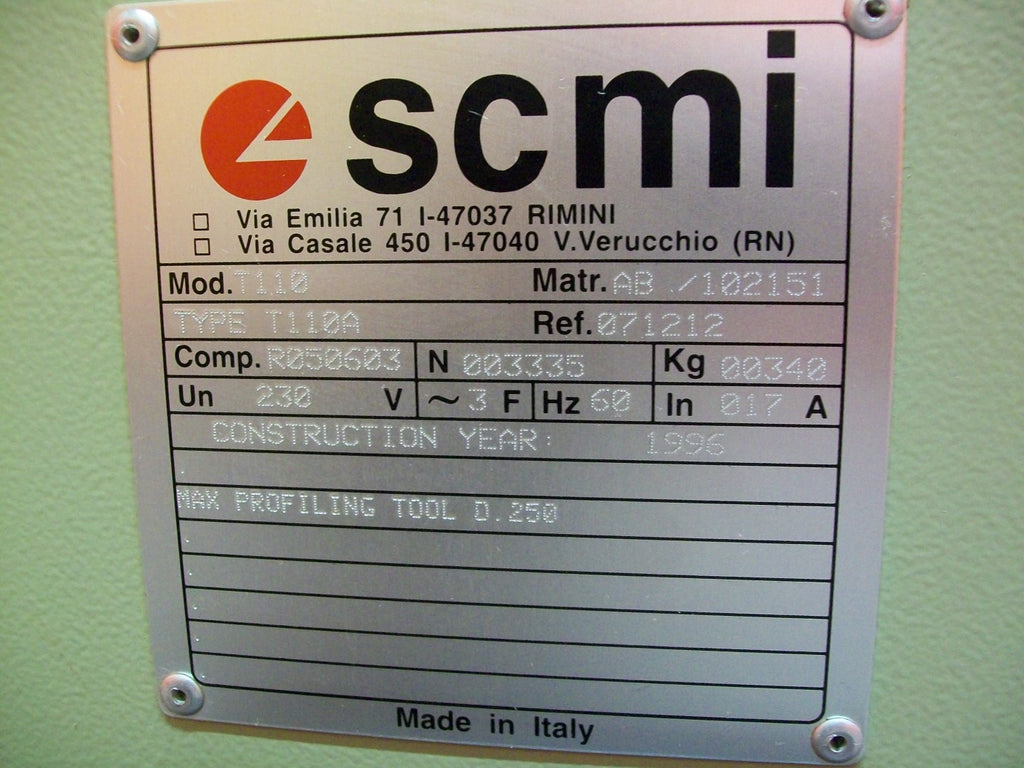 scmi
Via Emilia 71 I-47037 RIMINI
Via Casale 450 I-47040 V.Verucchio (RN)
Mod. T110 Matr. AB ./102151
TYPE T110A Ref. 071212
Comp. R050603 N 003335 Kg 00340
Un 230 V ~ 3 F Hz 60 In 017 A
CONSTRUCTION YEAR: 1996
MAX PROFILING TOOL D.250
Made in Italy